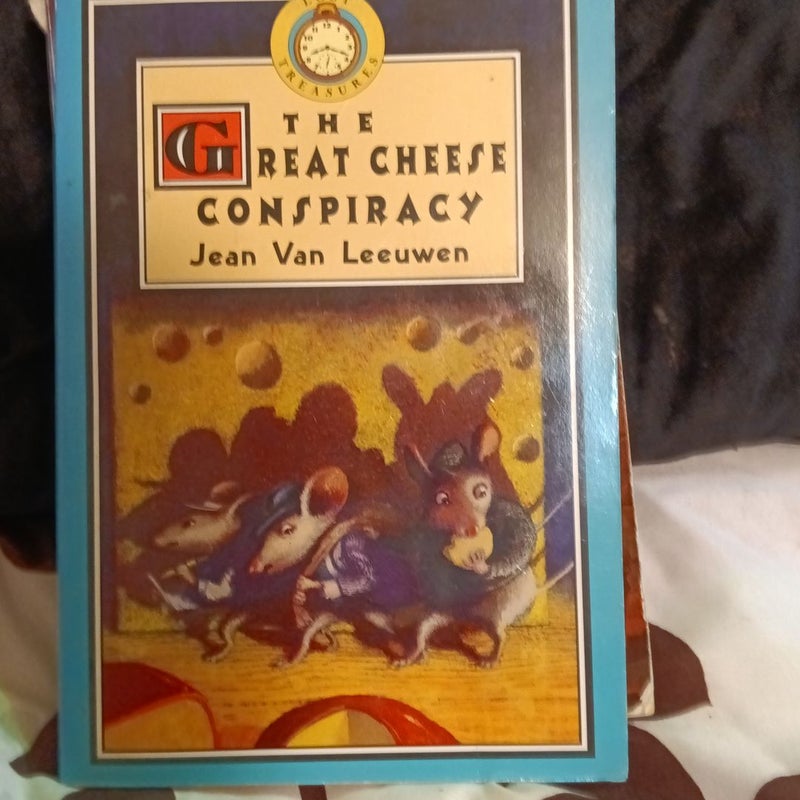 TREASURES
THE
GREAT CHEESE
CONSPIRACY
Jean Van Leeuwen